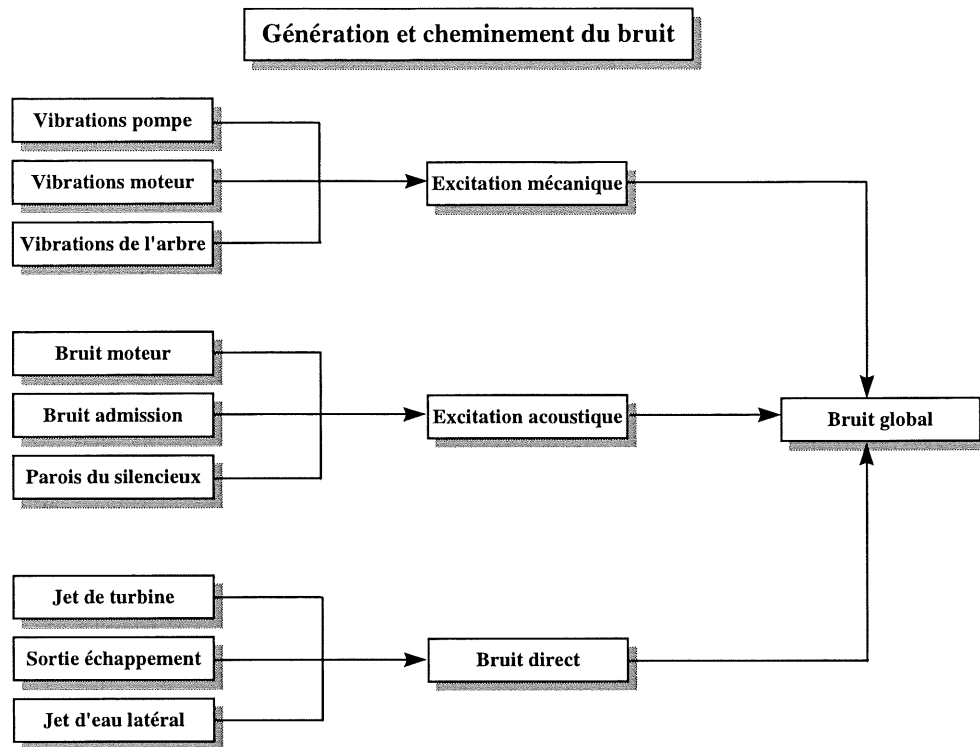 Génération et cheminement du bruit
Vibrations pompe
Vibrations moteur
Vibrations de l'arbre
Excitation mécanique
Bruit moteur
Bruit admission
Parois du silencieux
Excitation acoustique
Bruit global
Jet de turbine
Sortie échappement
Jet d'eau latéral
Bruit direct